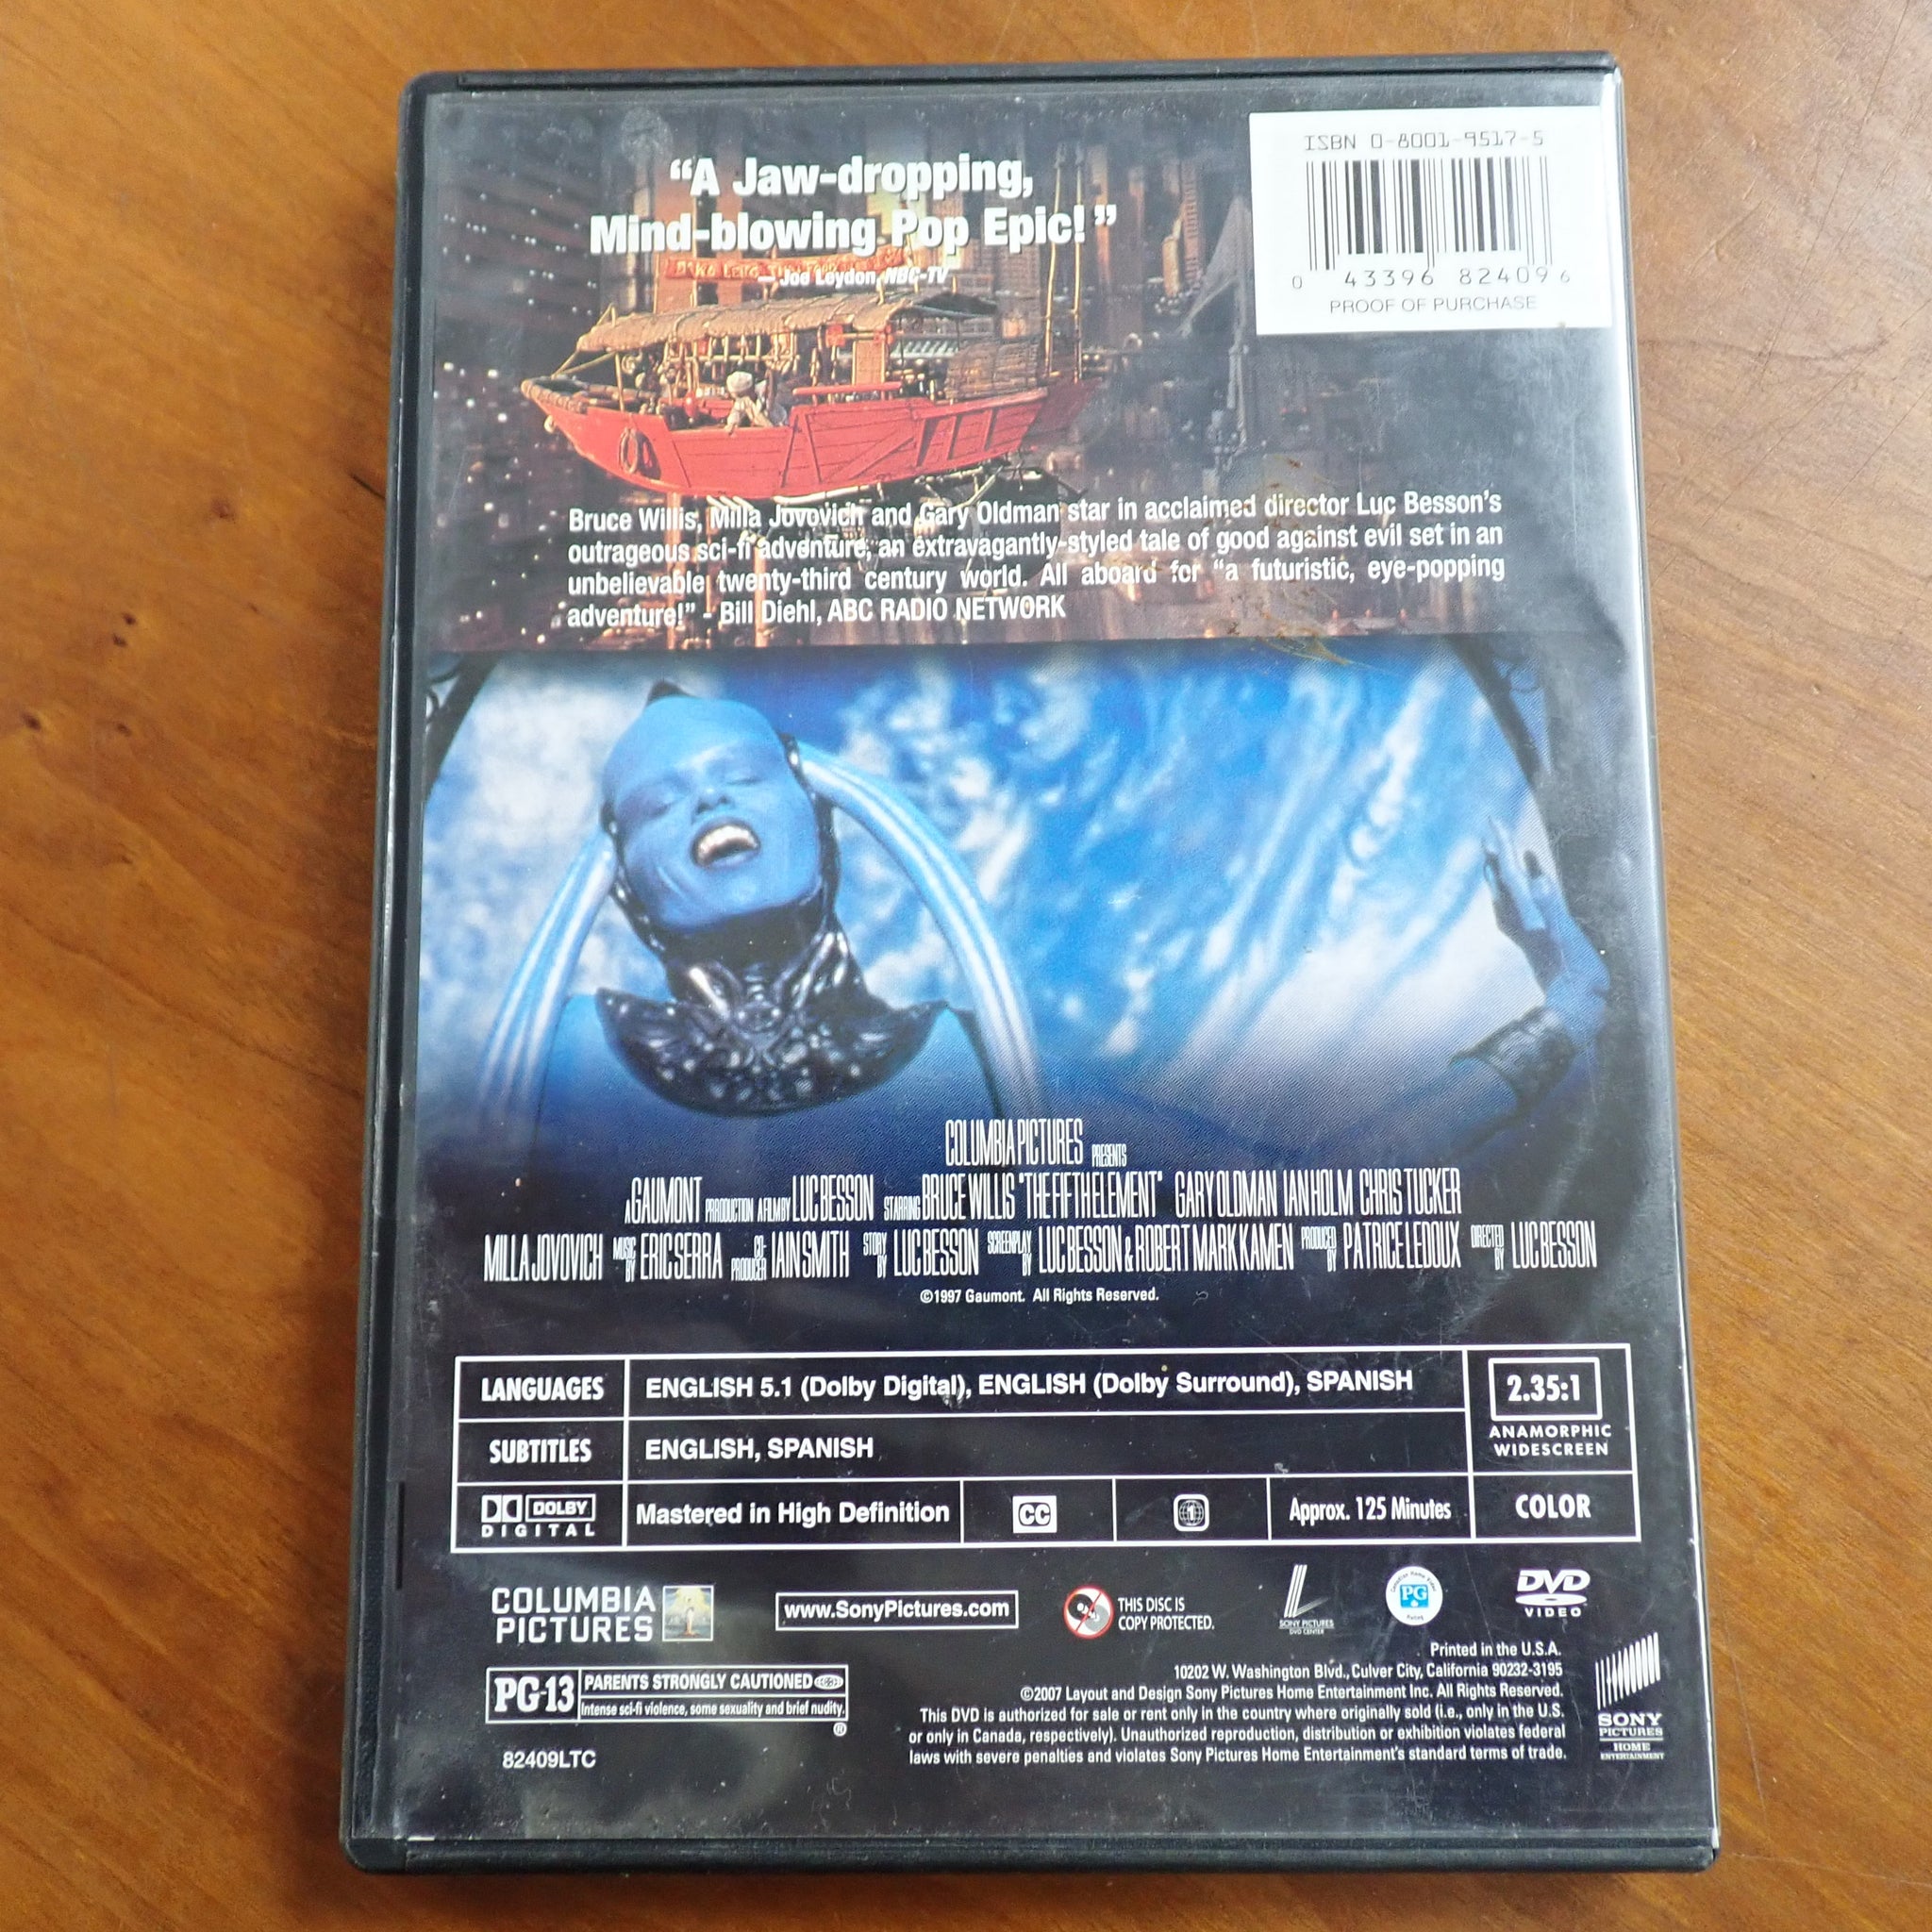 ISBN 0-8001-9517-5
0 43396 82409 6
PROOF OF PURCHASE
“A Jaw-dropping,
Mind-blowing Pop Epic!”
– Joe Leydon, NBC-TV
Bruce Willis, Milla Jovovich and Gary Oldman star in acclaimed director Luc Besson’s
outrageous sci-fi adventure, an extravagantly-styled tale of good against evil set in an
unbelievable twenty-third century world. All aboard for “a futuristic, eye-popping
adventure!” - Bill Diehl, ABC RADIO NETWORK
COLUMBIA PICTURES PRESENTS
A GAUMONT PRODUCTION A FILM BY LUC BESSON STARRING BRUCE WILLIS "THE FIFTH ELEMENT" GARY OLDMAN IAN HOLM CHRIS TUCKER
MILLA JOVOVICH MUSIC BY ERIC SERRA CO-PRODUCER IAIN SMITH STORY BY LUC BESSON SCREENPLAY BY LUC BESSON & ROBERT MARK KAMEN PRODUCED BY PATRICE LEDOUX DIRECTED BY LUC BESSON
©1997 Gaumont. All Rights Reserved.
LANGUAGES ENGLISH 5.1 (Dolby Digital), ENGLISH (Dolby Surround), SPANISH
2.35:1
ANAMORPHIC
WIDESCREEN
SUBTITLES ENGLISH, SPANISH
DOLBY
DIGITAL
Mastered in High Definition
CC
1
Approx. 125 Minutes
COLOR
COLUMBIA
PICTURES
www.SonyPictures.com
THIS DISC IS
COPY PROTECTED.
SONY PICTURES
DVD CENTER
Canadian Home Video
PG
Rating
DVD
VIDEO
PG-13 PARENTS STRONGLY CAUTIONED
Intense sci-fi violence, some sexuality and brief nudity.
®
82409LTC
Printed in the U.S.A.
10202 W. Washington Blvd., Culver City, California 90232-3195
©2007 Layout and Design Sony Pictures Home Entertainment Inc. All Rights Reserved.
This DVD is authorized for sale or rent only in the country where originally sold (i.e., only in the U.S.
or only in Canada, respectively). Unauthorized reproduction, distribution or exhibition violates federal
laws with severe penalties and violates Sony Pictures Home Entertainment's standard terms of trade.
SONY
PICTURES
HOME
ENTERTAINMENT